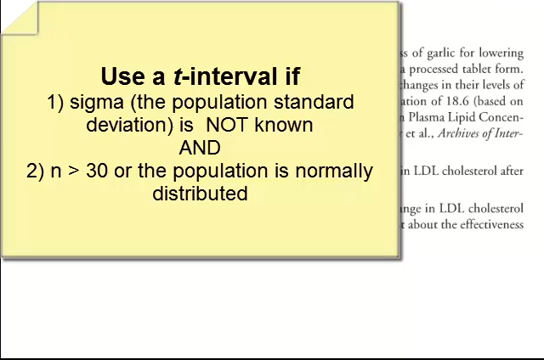 Use a t-interval if
1) sigma (the population standard
deviation) is NOT known
AND
2) n > 30 or the population is normally
distributed
of garlic for lowering
processed tablet form.
changes in their levels of
of 18.6 (based on
Plasma Lipid Concen-
et al., Archives of Inter-
in LDL cholesterol after
in LDL cholesterol
about the effectiveness